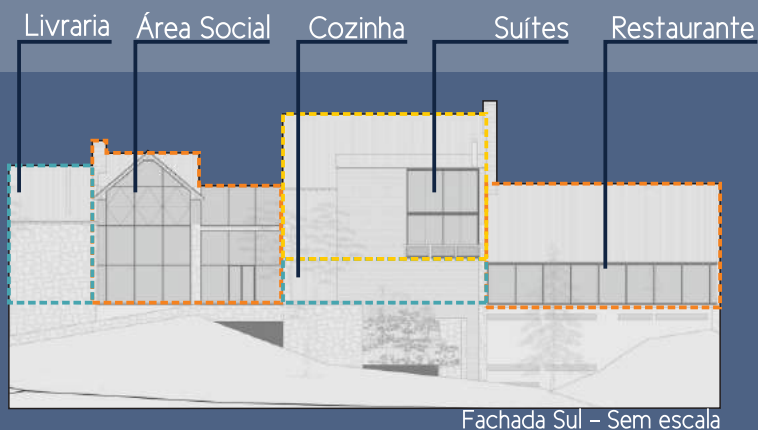 Livraria Área Social Cozinha Suítes Restaurante
Fachada Sul - Sem escala